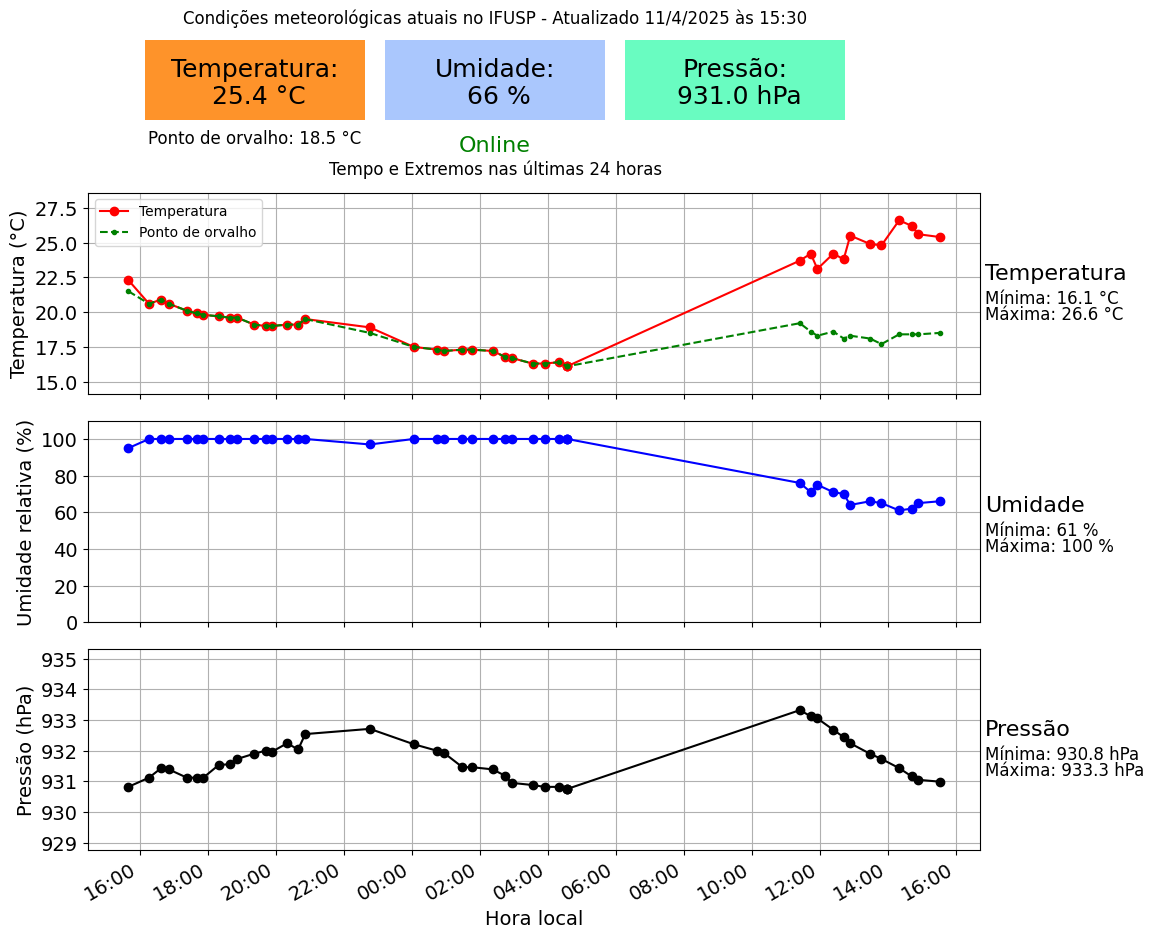 Condições meteorológicas atuais no IFUSP - Atualizado 11/4/2025 às 15:30
Temperatura:
25.4 °C
Umidade:
66 %
Pressão:
931.0 hPa
Ponto de orvalho: 18.5 °C
Online
Tempo e Extremos nas últimas 24 horas
Temperatura (°C)
27.5
25.0
22.5
20.0
17.5
15.0
Temperatura
Ponto de orvalho
Temperatura
Mínima: 16.1 °C
Máxima: 26.6 °C
Umidade relativa (%)
100
80
60
40
20
0
Umidade
Mínima: 61 %
Máxima: 100 %
Pressão (hPa)
935
934
933
932
931
930
929
Pressão
Mínima: 930.8 hPa
Máxima: 933.3 hPa
16:00
18:00
20:00
22:00
00:00
02:00
04:00
06:00
08:00
10:00
12:00
14:00
16:00
Hora local